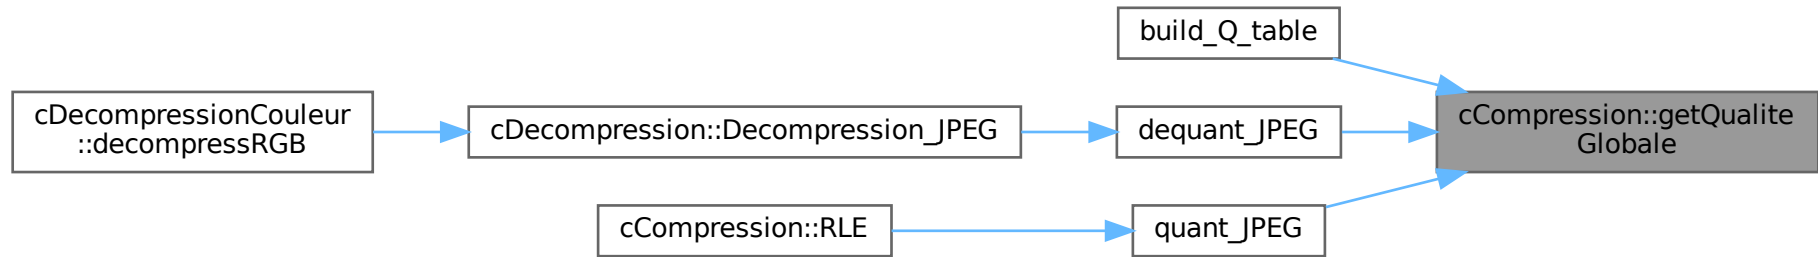 build_Q_table
cDecompressionCouleur
::decompressRGB
cDecompression::Decompression_JPEG
dequant_JPEG
cCompression::getQualite
Globale
cCompression::RLE
quant_JPEG